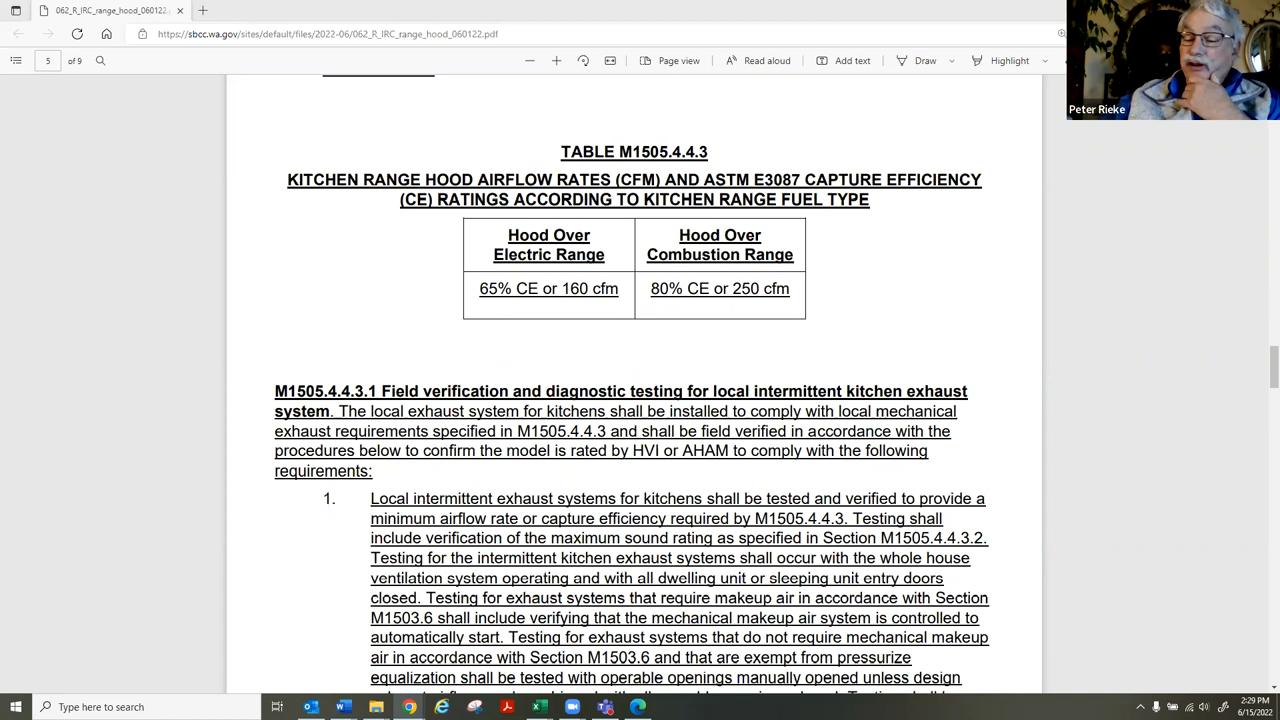 062_R_IRC_range_hood_060122.
https://sbcc.wa.gov/sites/default/files/2022-06/062_R_IRC_range_hood_060122.pdf
5 of 9
Page view
Read aloud
Add text
Draw
Highlight
Peter Rieke
TABLE M1505.4.4.3
KITCHEN RANGE HOOD AIRFLOW RATES (CFM) AND ASTM E3087 CAPTURE EFFICIENCY
(CE) RATINGS ACCORDING TO KITCHEN RANGE FUEL TYPE
Hood Over Electric Range
Hood Over Combustion Range
65% CE or 160 cfm
80% CE or 250 cfm
M1505.4.4.3.1 Field verification and diagnostic testing for local intermittent kitchen exhaust
system. The local exhaust system for kitchens shall be installed to comply with local mechanical
exhaust requirements specified in M1505.4.4.3 and shall be field verified in accordance with the
procedures below to confirm the model is rated by HVI or AHAM to comply with the following
requirements:
1. Local intermittent exhaust systems for kitchens shall be tested and verified to provide a
minimum airflow rate or capture efficiency required by M1505.4.4.3. Testing shall
include verification of the maximum sound rating as specified in Section M1505.4.4.3.2.
Testing for the intermittent kitchen exhaust systems shall occur with the whole house
ventilation system operating and with all dwelling unit or sleeping unit entry doors
closed. Testing for exhaust systems that require makeup air in accordance with Section
M1503.6 shall include verifying that the mechanical makeup air system is controlled to
automatically start. Testing for exhaust systems that do not require mechanical makeup
air in accordance with Section M1503.6 and that are exempt from pressurize
equalization shall be tested with operable openings manually opened unless design
Type here to search
2:29 PM
6/15/2022